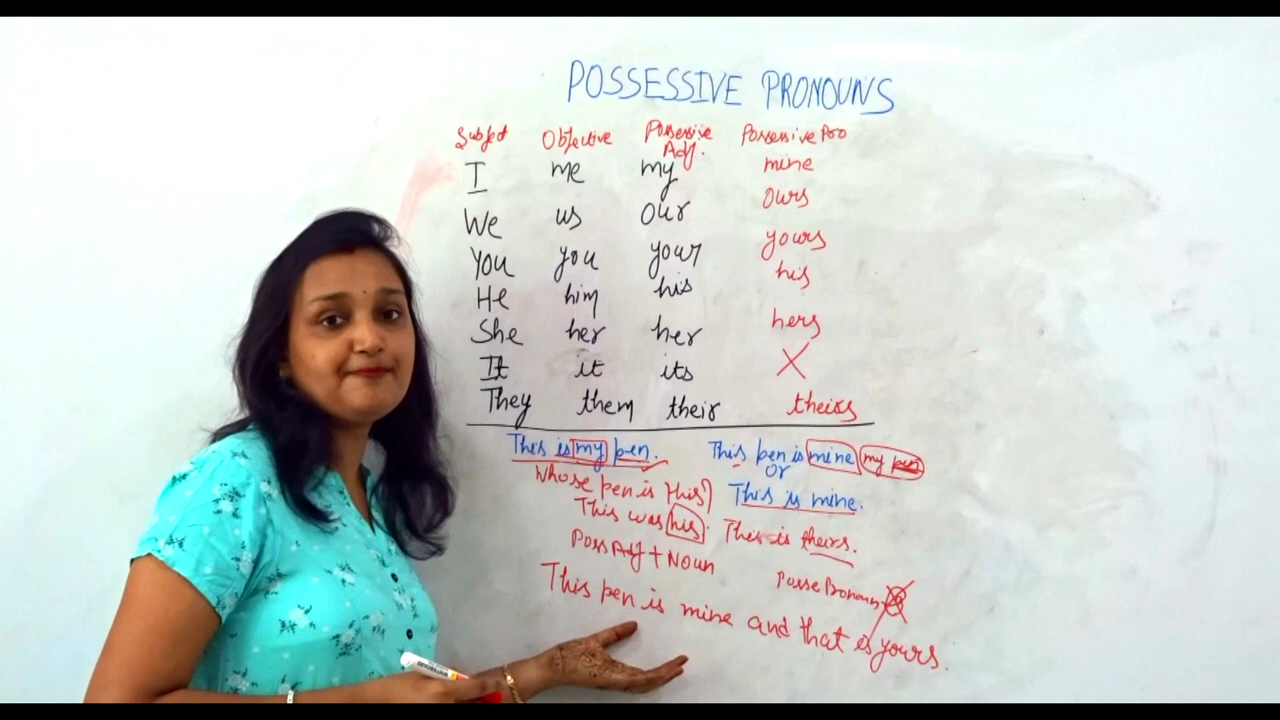 POSSESSIVE PRONOUNS
Subject Objective Possessive Adj. Possessive Pro
I me my mine
We us our ours
You you your yours
He him his his
She her her hers
It it its X
They them their theirs
This is my pen. This pen is mine my pen
or
Whose pen is this? This is mine.
This was his. This is theirs.
Poss Adj + Noun
Posse Pronoun
This pen is mine and that is yours.